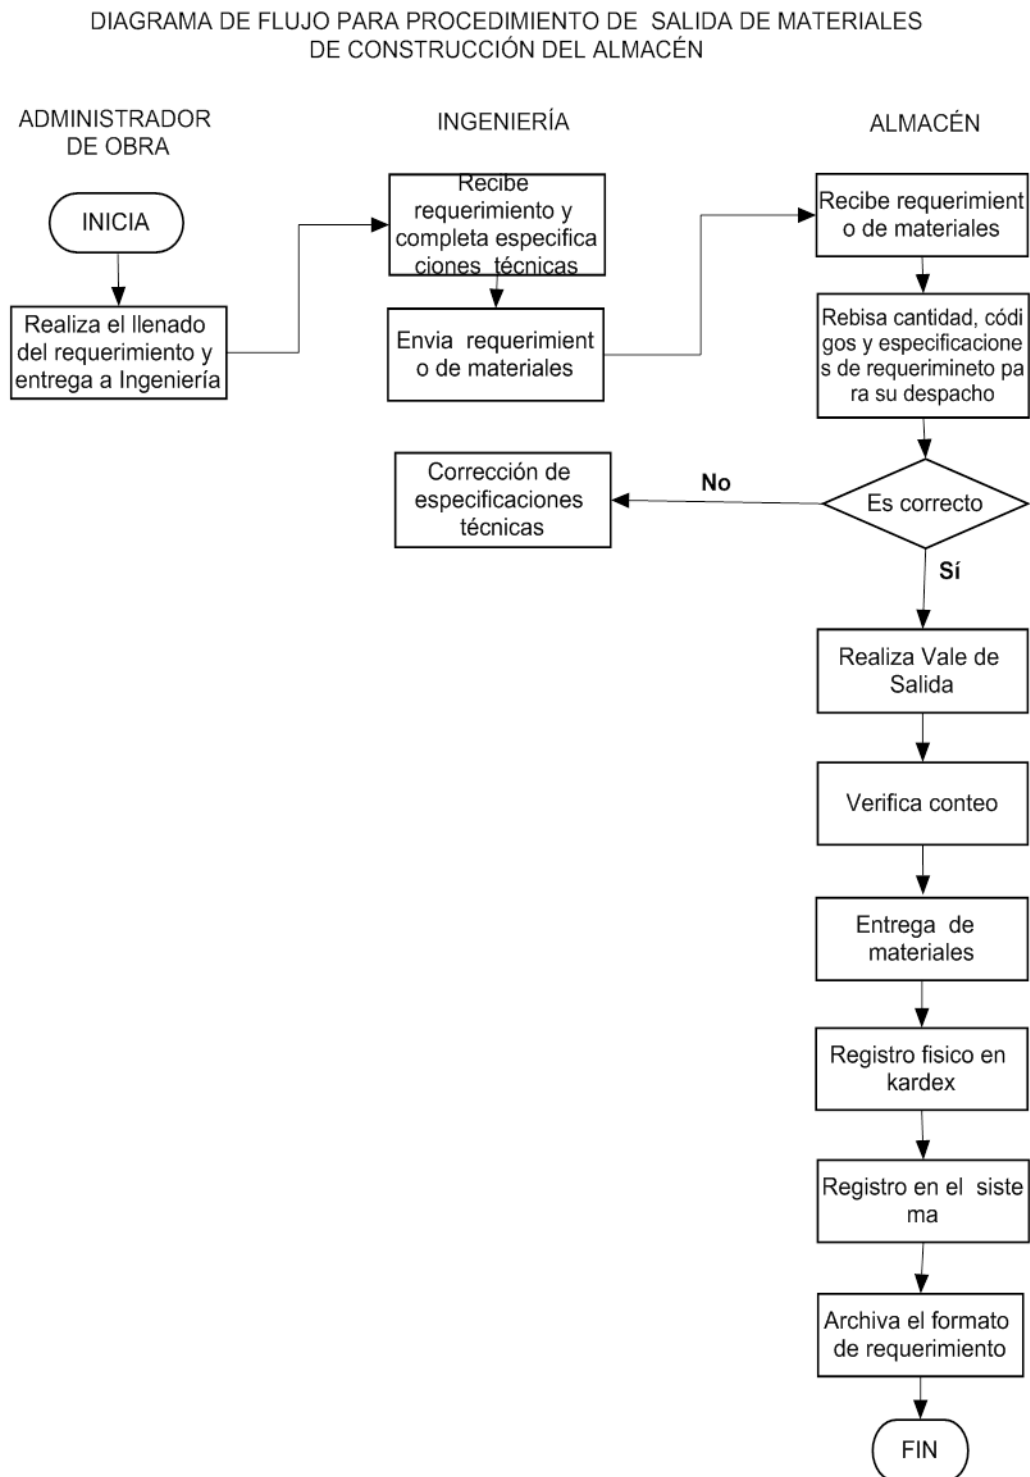 DIAGRAMA DE FLUJO PARA PROCEDIMIENTO DE SALIDA DE MATERIALES
DE CONSTRUCCIÓN DEL ALMACÉN
ADMINISTRADOR
DE OBRA
INGENIERÍA
ALMACÉN
INICIA
Realiza el llenado
del requerimiento y
entrega a Ingeniería
Recibe
requerimiento y
completa especifica
ciones técnicas
Envia requerimient
o de materiales
Recibe requerimient
o de materiales
Rebisa cantidad, códi
gos y especificacione
s de requerimineto pa
ra su despacho
Es correcto
No
Corrección de
especificaciones
técnicas
Sí
Realiza Vale de
Salida
Verifica conteo
Entrega de
materiales
Registro fisico en
kardex
Registro en el siste
ma
Archiva el formato
de requerimiento
FIN